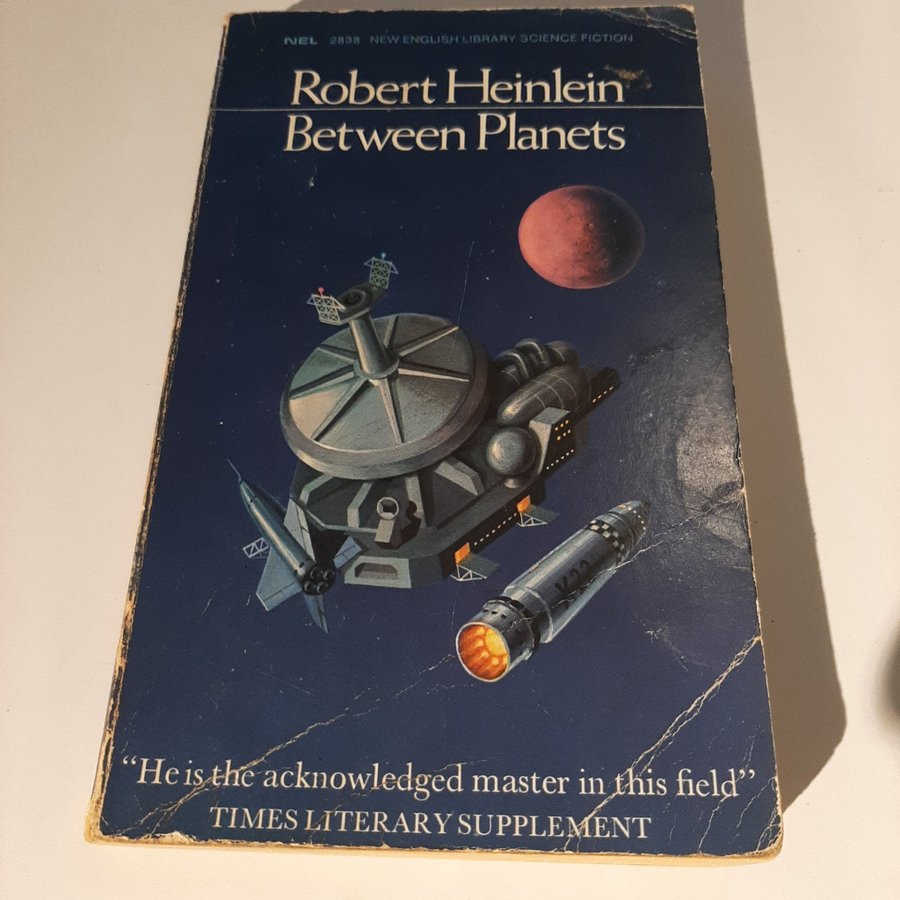 NEL 2838 NEW ENGLISH LIBRARY SCIENCE FICTION
Robert Heinlein
Between Planets
K22
“He is the acknowledged master in this field”
TIMES LITERARY SUPPLEMENT